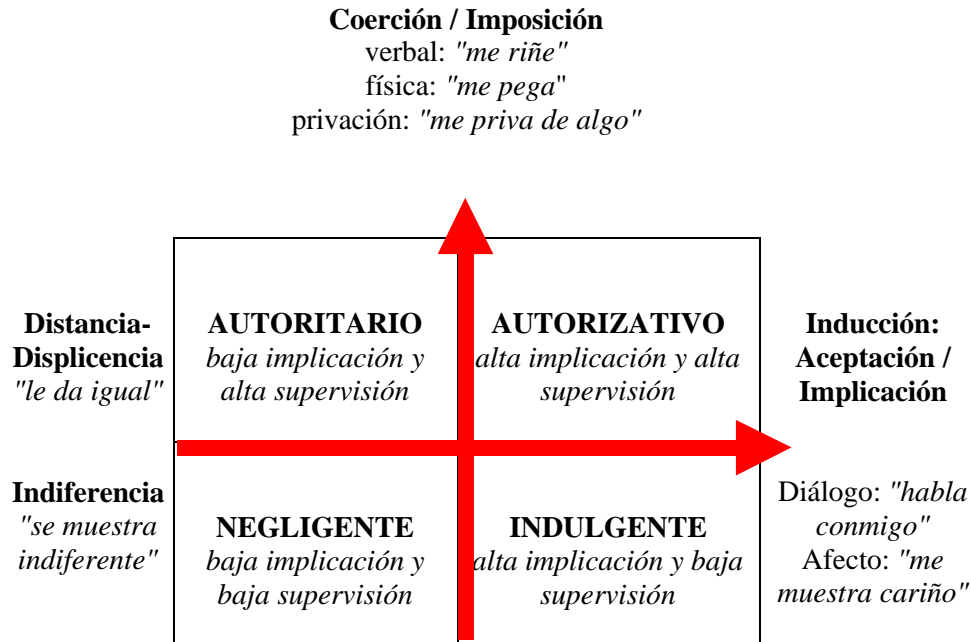 Coerción / Imposición
verbal: "me riñe"
física: "me pega"
privación: "me priva de algo"
Distancia-
Displicencia
"le da igual"
AUTORITARIO
baja implicación y
alta supervisión
AUTORIZATIVO
alta implicación y alta
supervisión
Inducción:
Aceptación /
Implicación
Indiferencia
"se muestra
indiferente"
NEGLIGENTE
baja implicación y
baja supervisión
INDULGENTE
alta implicación y baja
supervisión
Diálogo: "habla
conmigo"
Afecto: "me
muestra cariño"